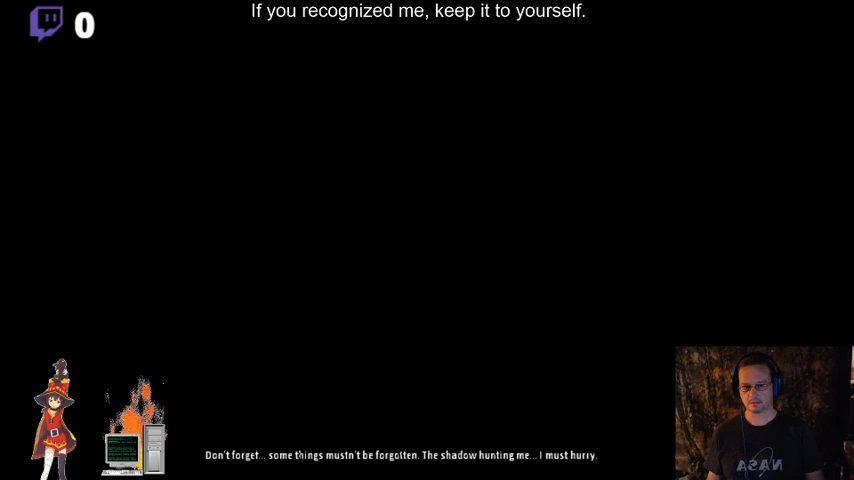 0
If you recognized me, keep it to yourself.
Don't forget... some things mustn't be forgotten. The shadow hunting me... I must hurry.
NASA